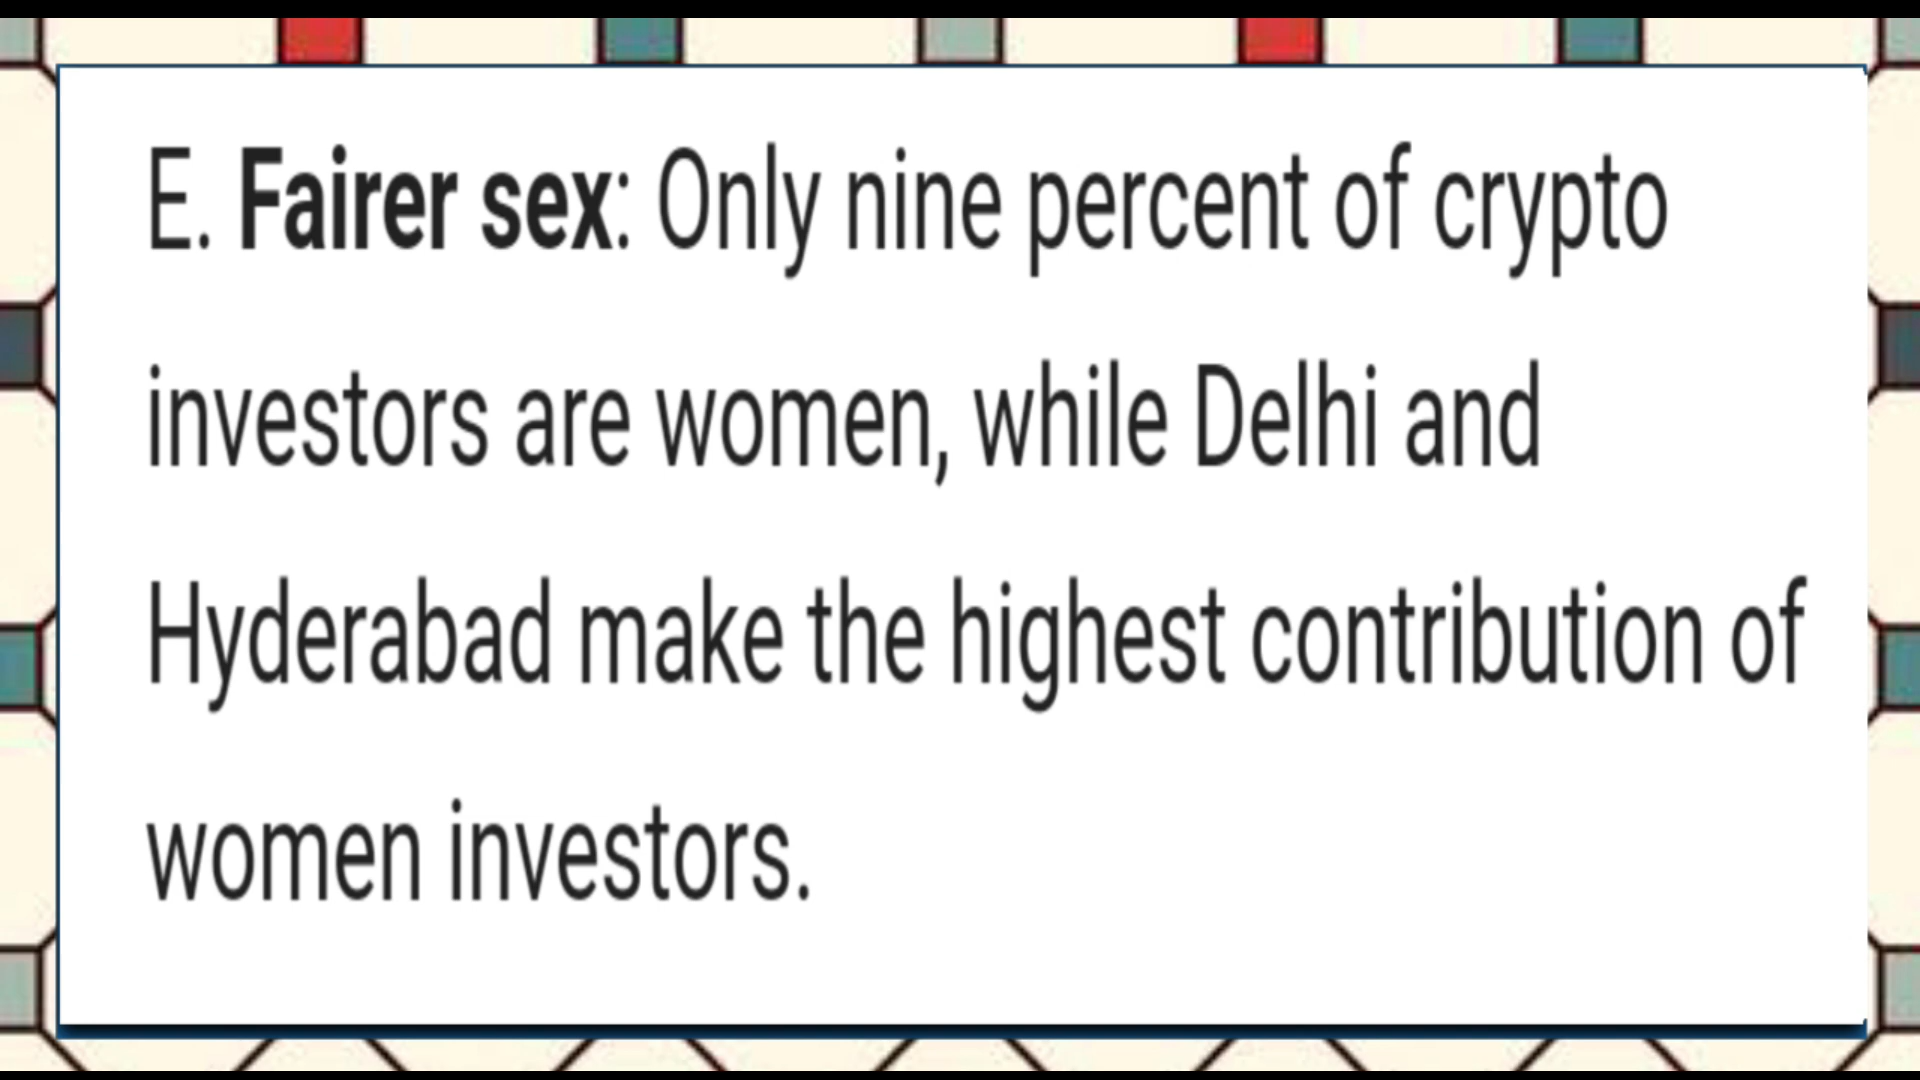 E. Fairer sex: Only nine percent of crypto
investors are women, while Delhi and
Hyderabad make the highest contribution of
women investors.